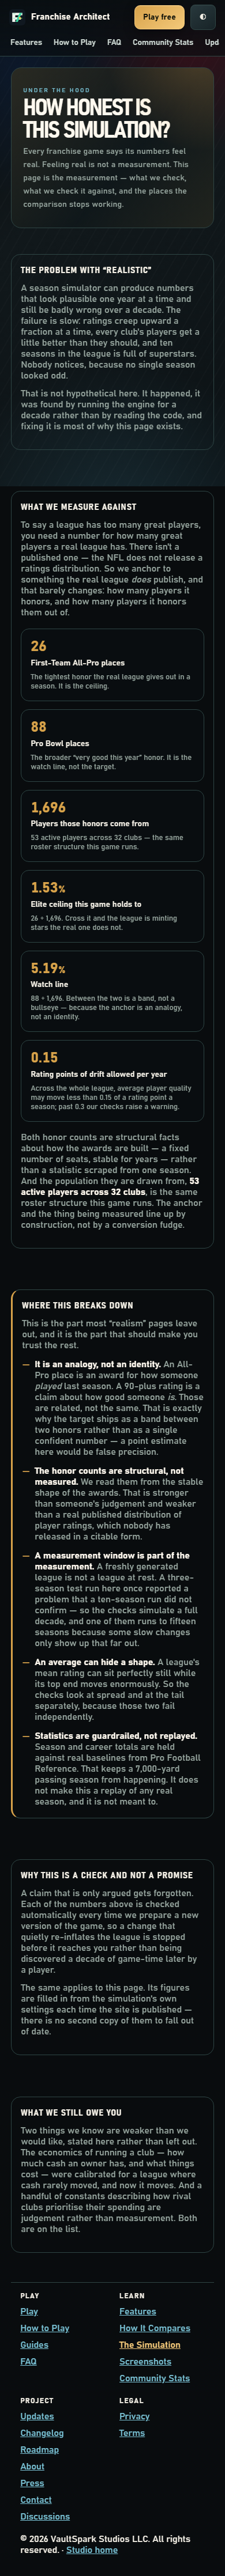 Franchise Architect
Play free
Features How to Play FAQ Community Stats Upd
UNDER THE HOOD
HOW HONEST IS
THIS SIMULATION?
Every franchise game says its numbers feel
real. Feeling real is not a measurement. This
page is the measurement — what we check,
what we check it against, and the places the
comparison stops working.
THE PROBLEM WITH “REALISTIC”
A season simulator can produce numbers
that look plausible one year at a time and
still be badly wrong over a decade. The
failure is slow: ratings creep upward a
fraction at a time, every club's players get a
little better than they should, and ten
seasons in the league is full of superstars.
Nobody notices, because no single season
looked odd.
That is not hypothetical here. It happened, it
was found by running the engine for a
decade rather than by reading the code, and
fixing it is most of why this page exists.
WHAT WE MEASURE AGAINST
To say a league has too many great players,
you need a number for how many great
players a real league has. There isn't a
published one — the NFL does not release a
ratings distribution. So we anchor to
something the real league does publish, and
that barely changes: how many players it
honors, and how many players it honors
them out of.
26
First-Team All-Pro places
The tightest honor the real league gives out in a
season. It is the ceiling.
88
Pro Bowl places
The broader “very good this year” honor. It is the
watch line, not the target.
1,696
Players those honors come from
53 active players across 32 clubs — the same
roster structure this game runs.
1.53%
Elite ceiling this game holds to
26 ÷ 1,696. Cross it and the league is minting
stars the real one does not.
5.19%
Watch line
88 ÷ 1,696. Between the two is a band, not a
bullseye — because the anchor is an analogy,
not an identity.
0.15
Rating points of drift allowed per year
Across the whole league, average player quality
may move less than 0.15 of a rating point a
season; past 0.3 our checks raise a warning.
Both honor counts are structural facts
about how the awards are built — a fixed
number of seats, stable for years — rather
than a statistic scraped from one season.
And the population they are drawn from, 53
active players across 32 clubs, is the same
roster structure this game runs. The anchor
and the thing being measured line up by
construction, not by a conversion fudge.
WHERE THIS BREAKS DOWN
This is the part most “realism” pages leave
out, and it is the part that should make you
trust the rest.
— It is an analogy, not an identity. An All-
Pro place is an award for how someone
played last season. A 90-plus rating is a
claim about how good someone is. Those
are related, not the same. That is exactly
why the target ships as a band between
two honors rather than as a single
confident number — a point estimate
here would be false precision.
— The honor counts are structural, not
measured. We read them from the stable
shape of the awards. That is stronger
than someone's judgement and weaker
than a real published distribution of
player ratings, which nobody has
released in a citable form.
— A measurement window is part of the
measurement. A freshly generated
league is not a league at rest. A three-
season test run here once reported a
problem that a ten-season run did not
confirm — so the checks simulate a full
decade, and one of them runs to fifteen
seasons because some slow changes
only show up that far out.
— An average can hide a shape. A league's
mean rating can sit perfectly still while
its top end moves enormously. So the
checks look at spread and at the tail
separately, because those two fail
independently.
— Statistics are guardrailed, not replayed.
Season and career totals are held
against real baselines from Pro Football
Reference. That keeps a 7,000-yard
passing season from happening. It does
not make this a replay of any real
season, and it is not meant to.
WHY THIS IS A CHECK AND NOT A PROMISE
A claim that is only argued gets forgotten.
Each of the numbers above is checked
automatically every time we prepare a new
version of the game, so a change that
quietly re-inflates the league is stopped
before it reaches you rather than being
discovered a decade of game-time later by
a player.
The same applies to this page. Its figures
are filled in from the simulation's own
settings each time the site is published —
there is no second copy of them to fall out
of date.
WHAT WE STILL OWE YOU
Two things we know are weaker than we
would like, stated here rather than left out.
The economics of running a club — how
much cash an owner has, and what things
cost — were calibrated for a league where
cash rarely moved, and now it moves. And a
handful of constants describing how rival
clubs prioritise their spending are
judgement rather than measurement. Both
are on the list.
PLAY
Play
How to Play
Guides
FAQ
LEARN
Features
How It Compares
The Simulation
Screenshots
Community Stats
PROJECT
Updates
Changelog
Roadmap
About
Press
Contact
Discussions
LEGAL
Privacy
Terms
© 2026 VaultSpark Studios LLC. All rights
reserved. · Studio home